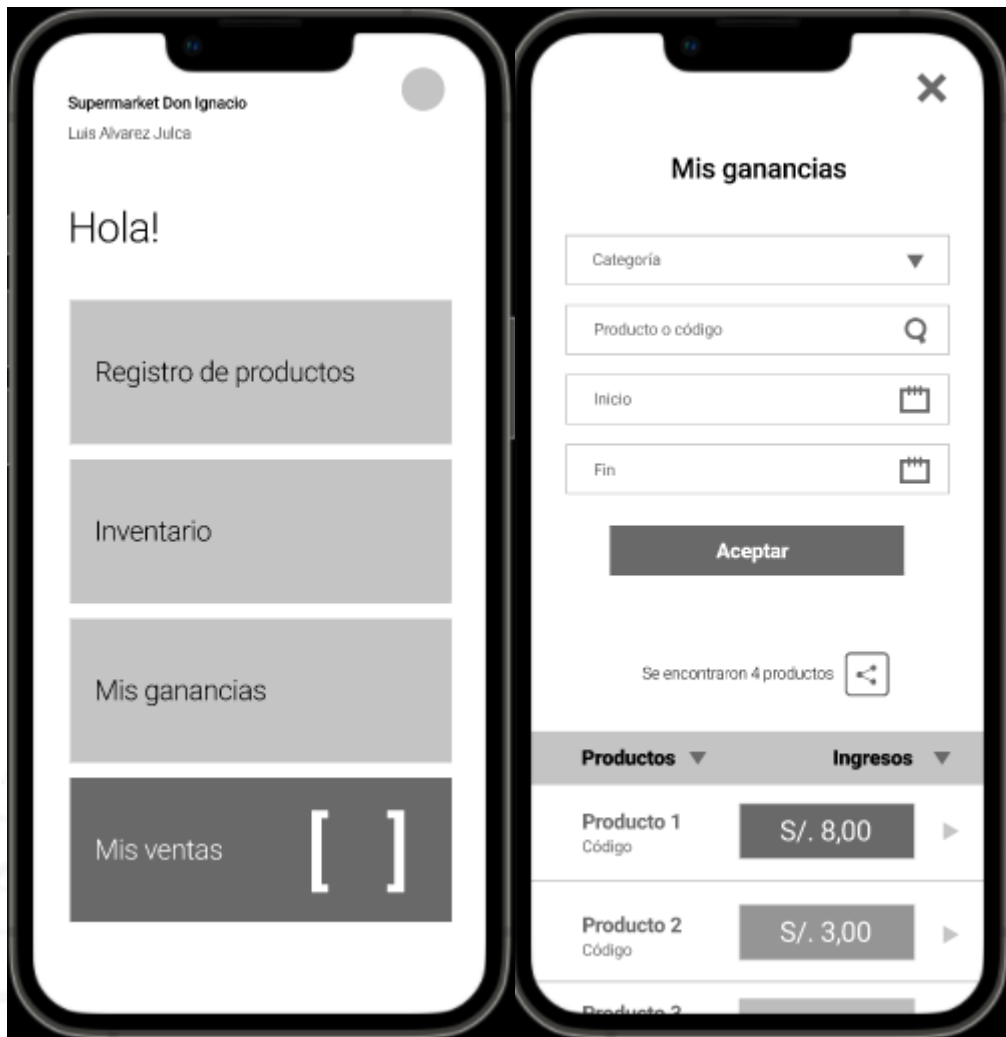 Supermarket Don Ignacio
Luis Alvarez Julca
Hola!
Registro de productos
Inventario
Mis ganancias
Mis ventas [ ]
Mis ganancias
Categoría
Producto o código
Inicio
Fin
Aceptar
Se encontraron 4 productos
Productos Ingresos
Producto 1 S/. 8,00
Código
Producto 2 S/. 3,00
Código
Producto 3